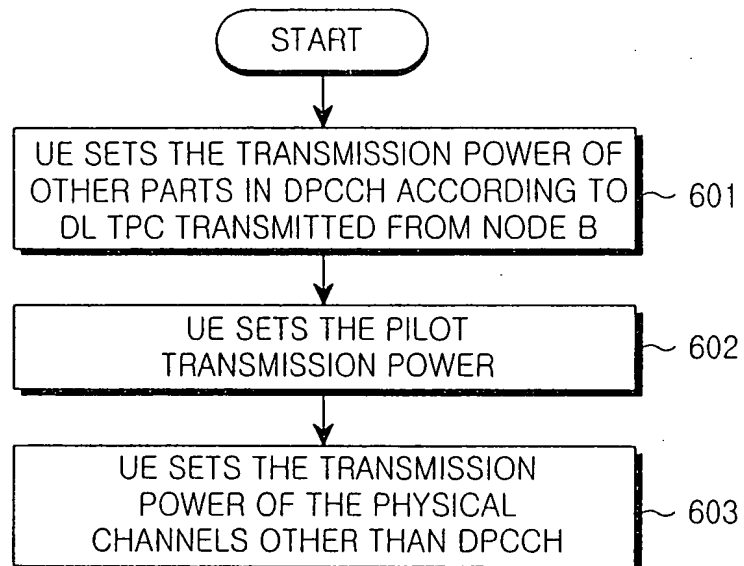 START
UE SETS THE TRANSMISSION POWER OF
OTHER PARTS IN DPCCH ACCORDING TO
DL TPC TRANSMITTED FROM NODE B
601
UE SETS THE PILOT
TRANSMISSION POWER
602
UE SETS THE TRANSMISSION
POWER OF THE PHYSICAL
CHANNELS OTHER THAN DPCCH
603